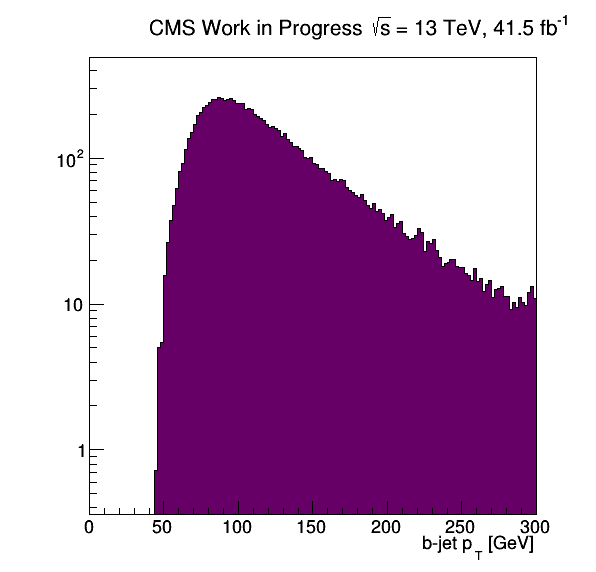 CMS Work in Progress √s = 13 TeV, 41.5 fb⁻¹
10²
10
1
0 50 100 150 200 250 300
b-jet p_T [GeV]